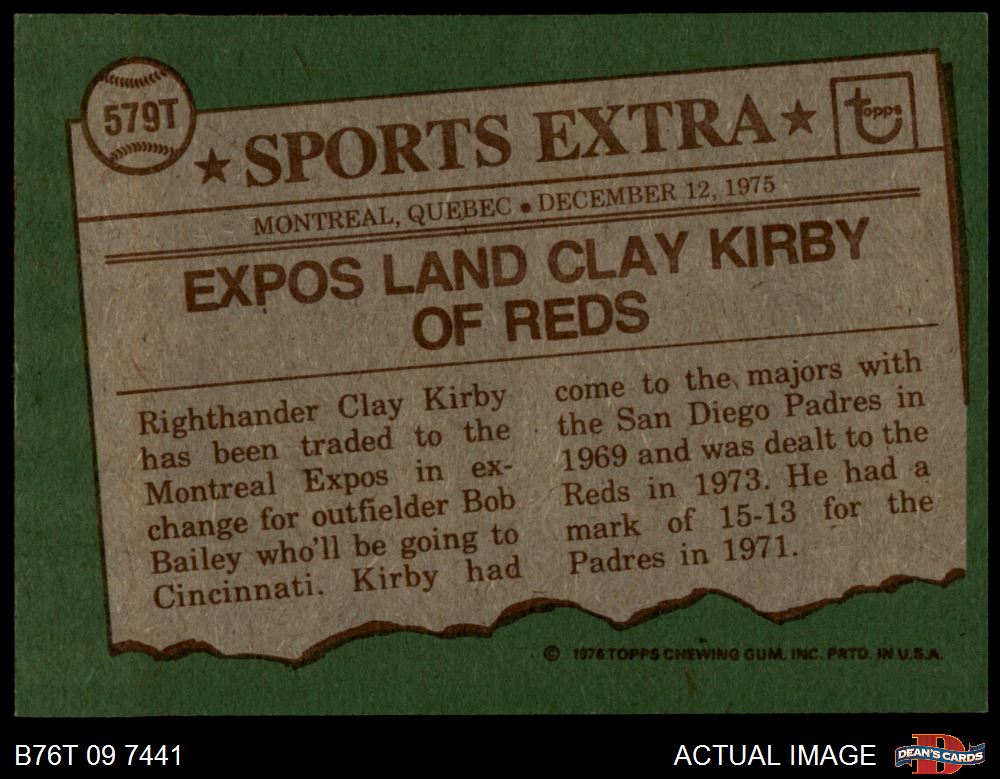 579T
★ SPORTS EXTRA ★
topps
MONTREAL, QUEBEC • DECEMBER 12, 1975
EXPOS LAND CLAY KIRBY
OF REDS
Righthander Clay Kirby
has been traded to the
Montreal Expos in ex-
change for outfielder Bob
Bailey who'll be going to
Cincinnati. Kirby had
come to the majors with
the San Diego Padres in
1969 and was dealt to the
Reds in 1973. He had a
mark of 15-13 for the
Padres in 1971.
© 1976 TOPPS CHEWING GUM, INC. PRTD. IN U.S.A.
B76T 09 7441
ACTUAL IMAGE
DEAN'S CARDS